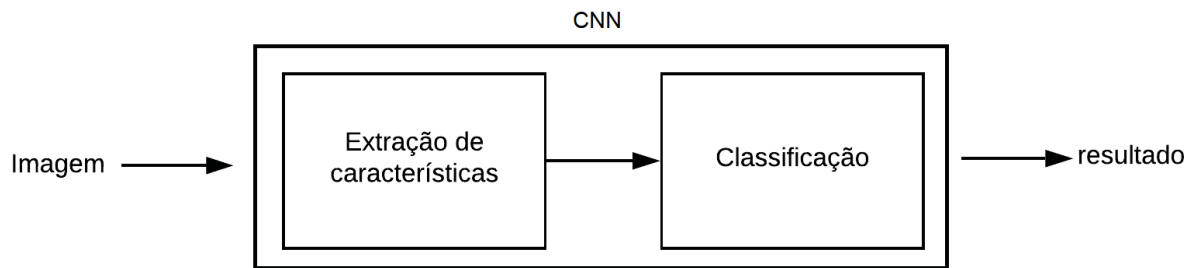 CNN
Imagem
Extração de
características
Classificação
resultado